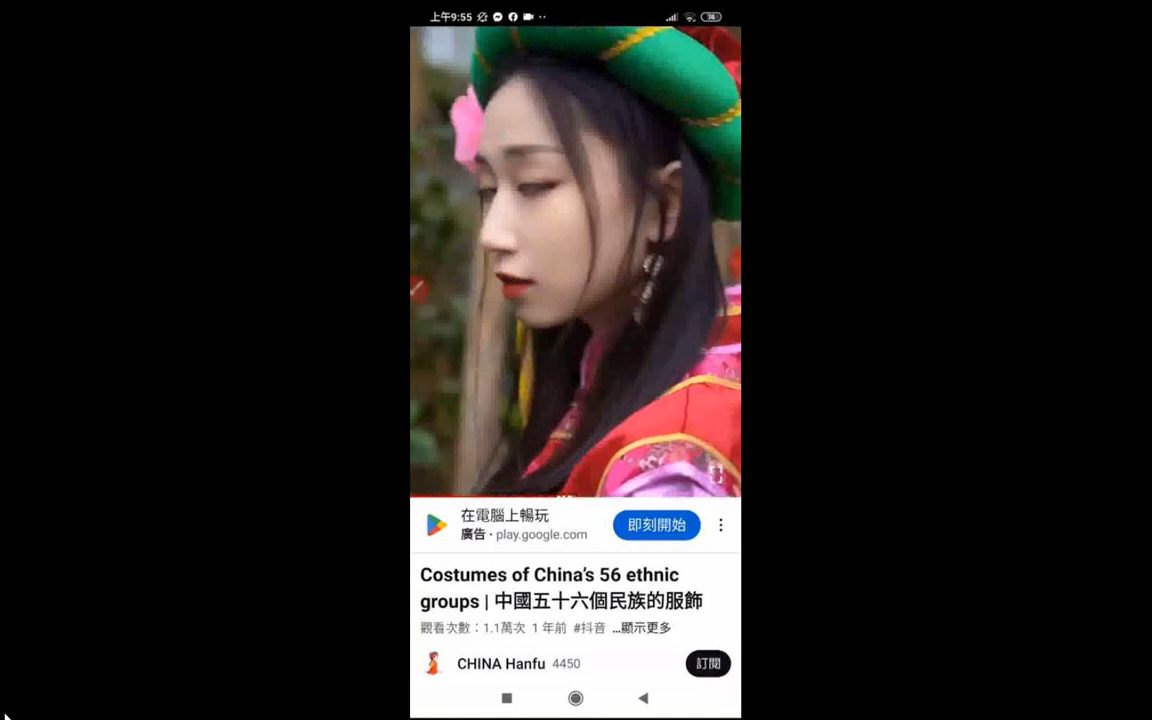 上午9:55
74
在電腦上暢玩
廣告 · play.google.com
即刻開始
Costumes of China's 56 ethnic
groups | 中國五十六個民族的服飾
觀看次數：1.1萬次 1 年前 #抖音 ...顯示更多
CHINA Hanfu 4450
訂閱